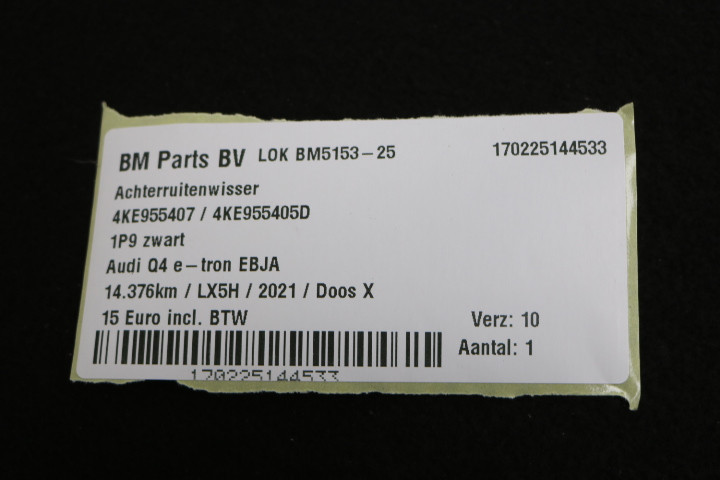 BM Parts BV LOK BM5153-25 170225144533
Achterruitenwisser
4KE955407 / 4KE955405D
1P9 zwart
Audi Q4 e-tron EBJA
14.376km / LX5H / 2021 / Doos X
15 Euro incl. BTW Verz: 10
Aantal: 1
170225144533